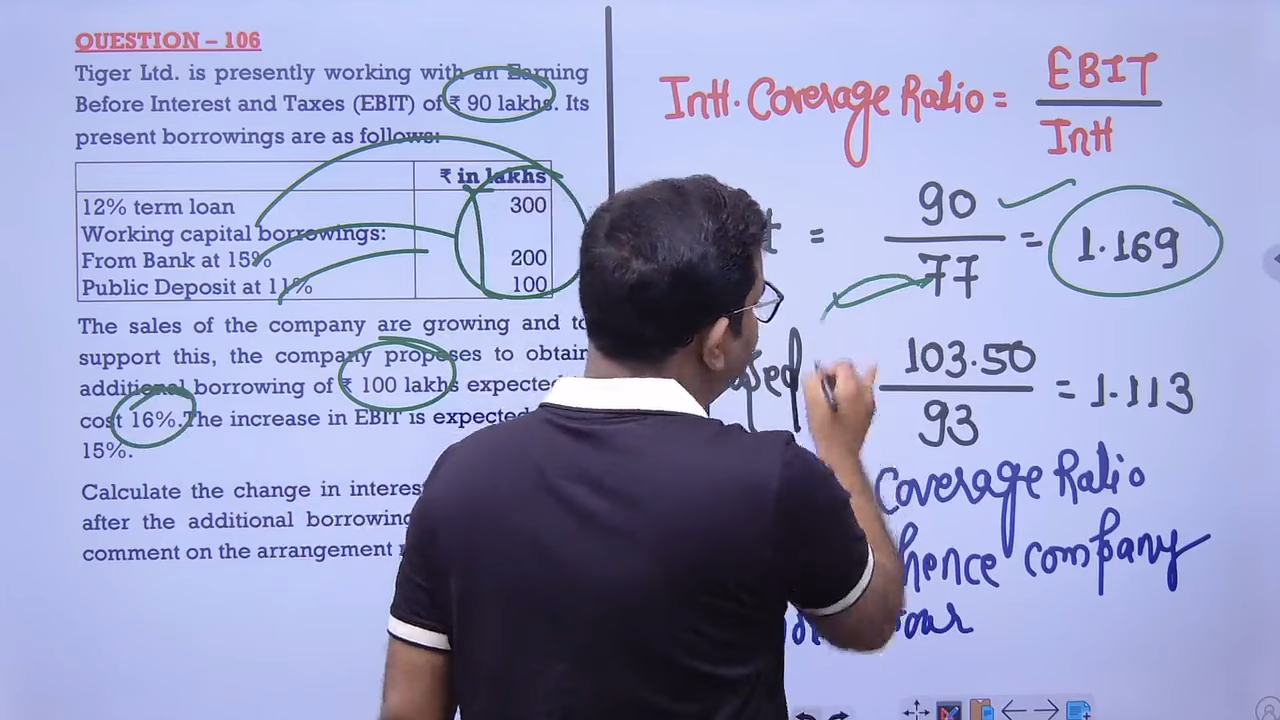 QUESTION – 106
Tiger Ltd. is presently working with an Earning
Before Interest and Taxes (EBIT) of ₹ 90 lakhs. Its
present borrowings are as follows:
₹ in lakhs
12% term loan 300
Working capital borrowings:
From Bank at 15% 200
Public Deposit at 11% 100
The sales of the company are growing and to
support this, the company proposes to obtain
additional borrowing of ₹ 100 lakhs expected
cost 16%. The increase in EBIT is expected
15%.
Calculate the change in
after the additional
comment on the arrangement
Intt. Coverage Ratio = EBIT
Intt
= 90
77
= 1.169
103.50
93
= 1.113
Coverage Ratio
hence company